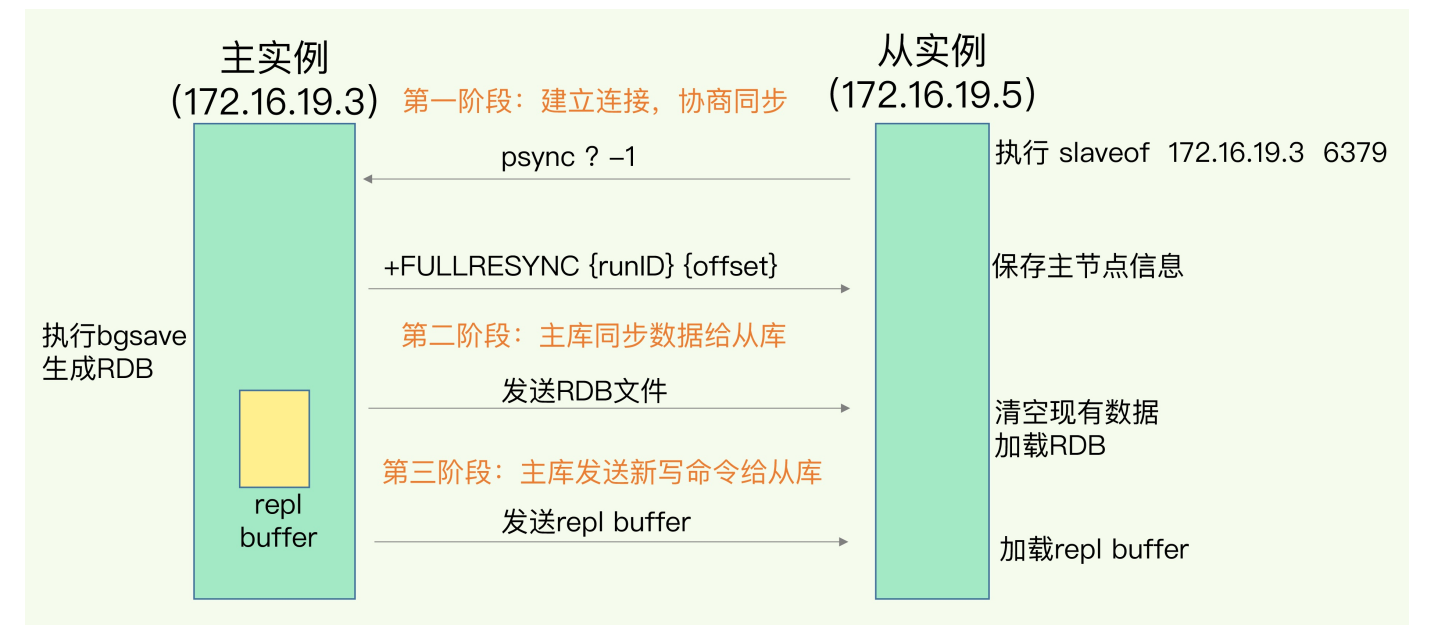 主实例
(172.16.19.3)
从实例
(172.16.19.5)
第一阶段：建立连接，协商同步
执行 slaveof 172.16.19.3 6379
psync ? –1
+FULLRESYNC {runID} {offset}
保存主节点信息
第二阶段：主库同步数据给从库
执行bgsave
生成RDB
发送RDB文件
清空现有数据
加载RDB
第三阶段：主库发送新写命令给从库
repl
buffer
发送repl buffer
加载repl buffer